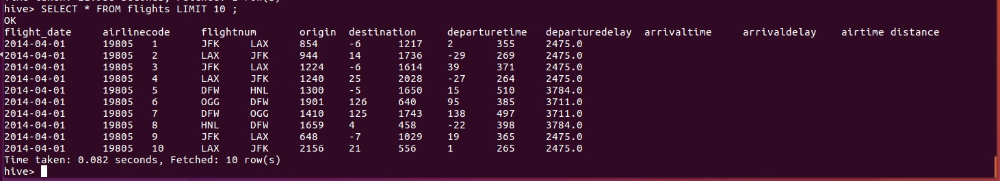 hive> SELECT * FROM flights LIMIT 10 ;
OK
flight_date airlinecode flightnum origin destination departuretime departuredelay arrivaltime arrivaldelay airtime distance
2014-04-01 19805 1 JFK LAX 854 -6 1217 2 355 2475.0
2014-04-01 19805 2 LAX JFK 944 14 1736 -29 269 2475.0
2014-04-01 19805 3 JFK LAX 1224 -6 1614 39 371 2475.0
2014-04-01 19805 4 LAX JFK 1240 25 2028 -27 264 2475.0
2014-04-01 19805 5 DFW HNL 1300 -5 1650 15 510 3784.0
2014-04-01 19805 6 OGG DFW 1901 126 640 95 385 3711.0
2014-04-01 19805 7 DFW OGG 1410 125 1743 138 497 3711.0
2014-04-01 19805 8 HNL DFW 1659 4 458 -22 398 3784.0
2014-04-01 19805 9 JFK LAX 648 -7 1029 19 365 2475.0
2014-04-01 19805 10 LAX JFK 2156 21 556 1 265 2475.0
Time taken: 0.082 seconds, Fetched: 10 row(s)
hive>